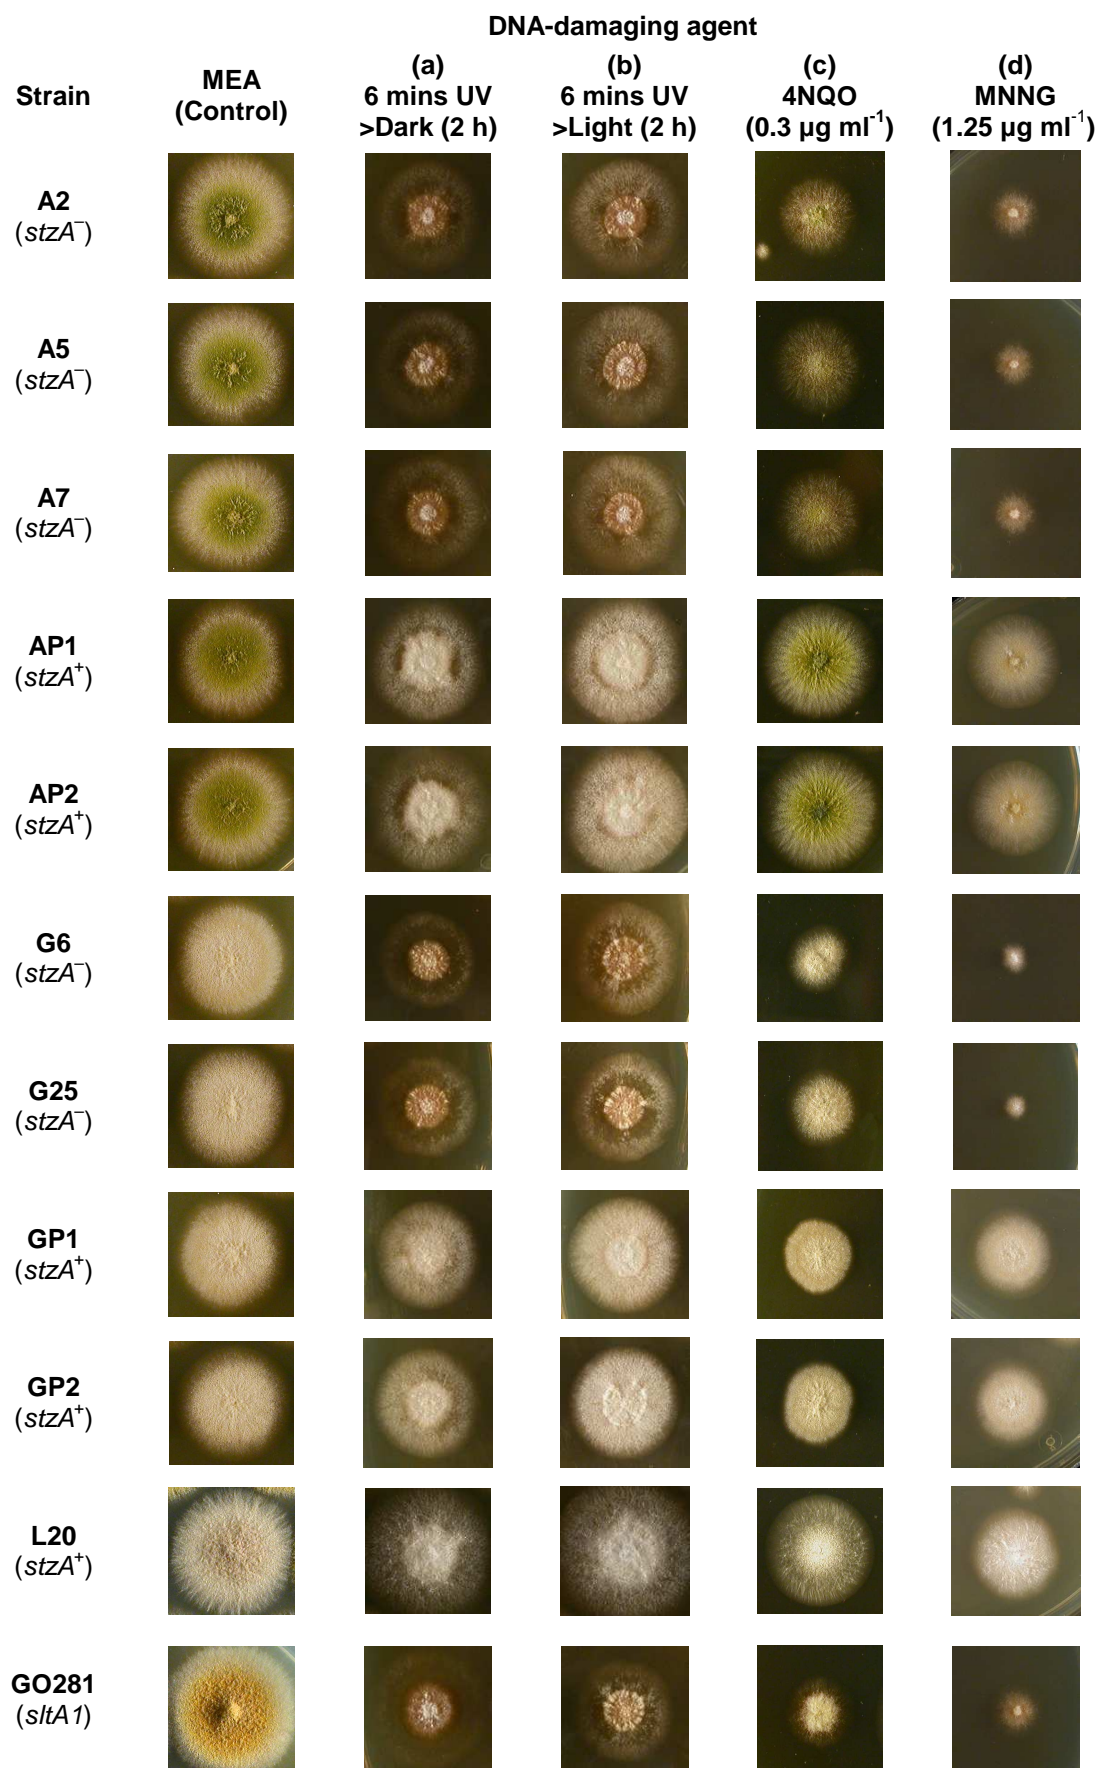 DNA-damaging agent
Strain
MEA
(Control)
(a)
6 mins UV
>Dark (2 h)
(b)
6 mins UV
>Light (2 h)
(c)
4NQO
(0.3 µg ml⁻¹)
(d)
MNNG
(1.25 µg ml⁻¹)
A2
(stzA⁻)
A5
(stzA⁻)
A7
(stzA⁻)
AP1
(stzA⁺)
AP2
(stzA⁺)
G6
(stzA⁻)
G25
(stzA⁻)
GP1
(stzA⁺)
GP2
(stzA⁺)
L20
(stzA⁺)
GO281
(sltA1)